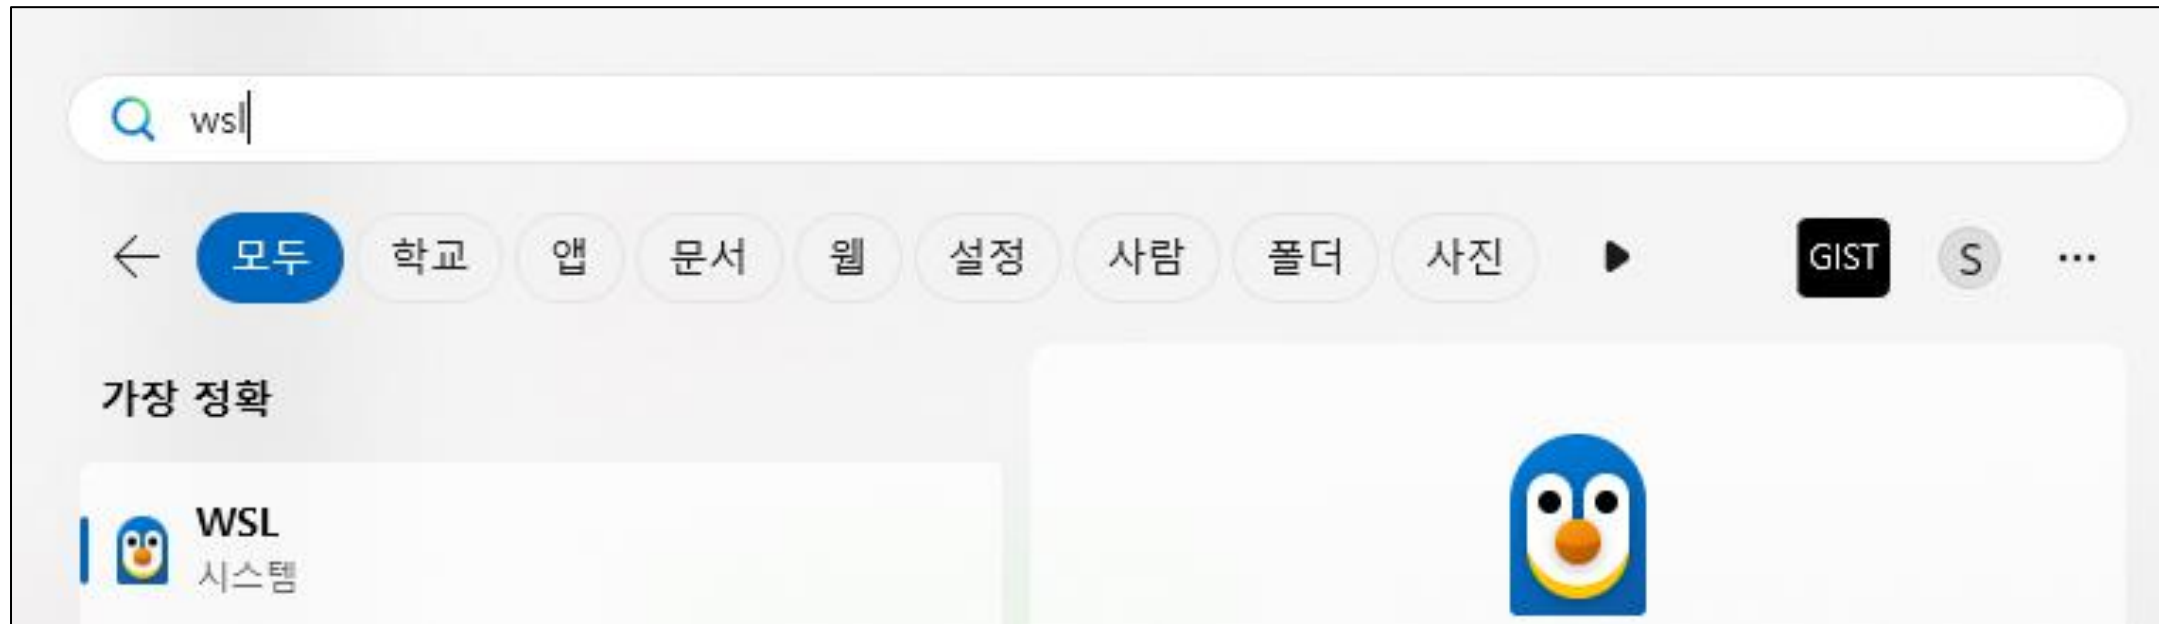 wsl
모두 학교 앱 문서 웹 설정 사람 폴더 사진 GIST S
가장 정확
WSL
시스템